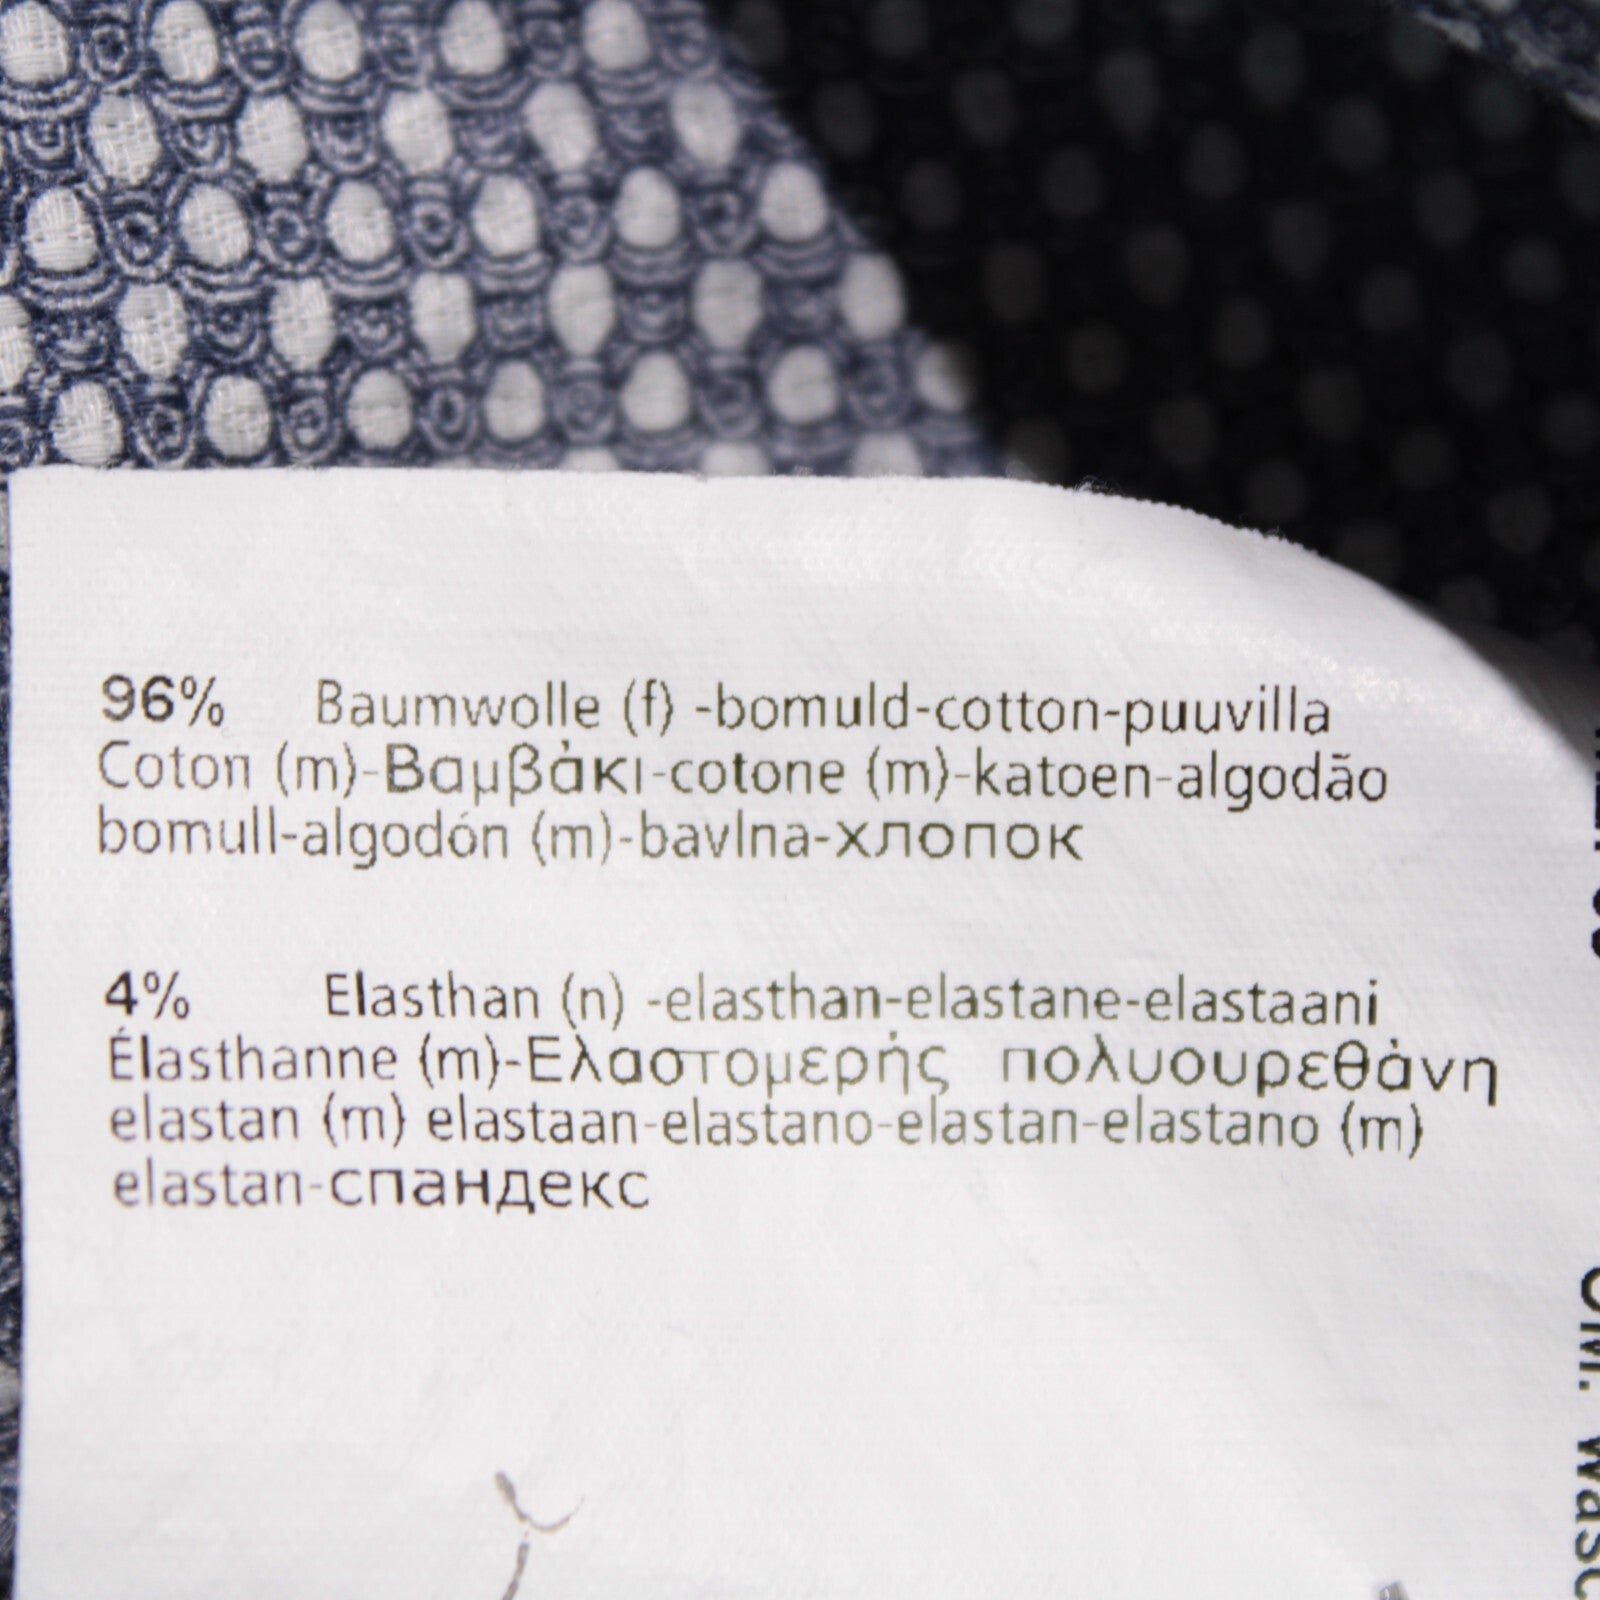 96% Baumwolle (f) -bomuld-cotton-puuvilla
Coton (m)-Βαμβάκι-cotone (m)-katoen-algodão
bomull-algodón (m)-bavlna-хлопок
4% Elasthan (n) -elasthan-elastane-elastaani
Élasthanne (m)-Ελαστομερής πολυουρεθάνη
elastan (m) elastaan-elastano-elastan-elastano (m)
elastan-спандекс